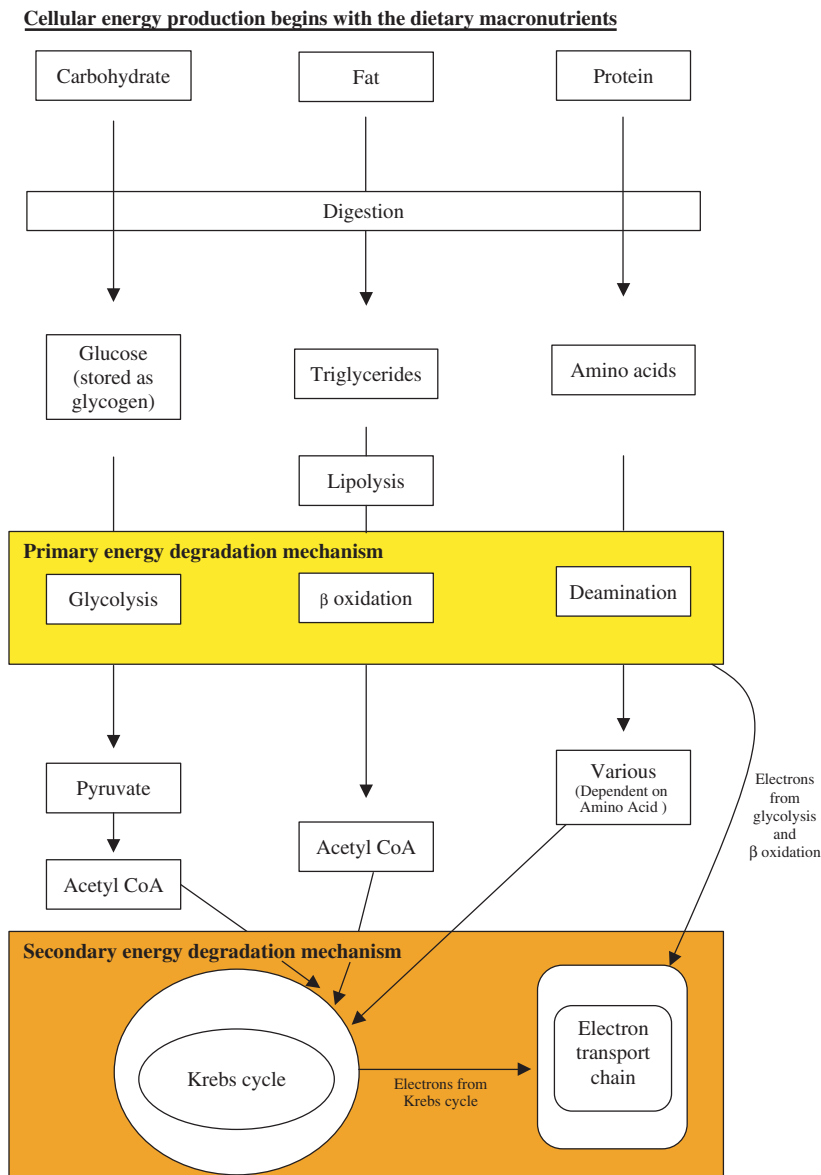 Cellular energy production begins with the dietary macronutrients
Carbohydrate
Fat
Protein
Digestion
Glucose
(stored as
glycogen)
Triglycerides
Amino acids
Lipolysis
Primary energy degradation mechanism
Glycolysis
β oxidation
Deamination
Pyruvate
Various
(Dependent on
Amino Acid )
Electrons
from
glycolysis
and
β oxidation
Acetyl CoA
Acetyl CoA
Secondary energy degradation mechanism
Krebs cycle
Electrons from
Krebs cycle
Electron
transport
chain